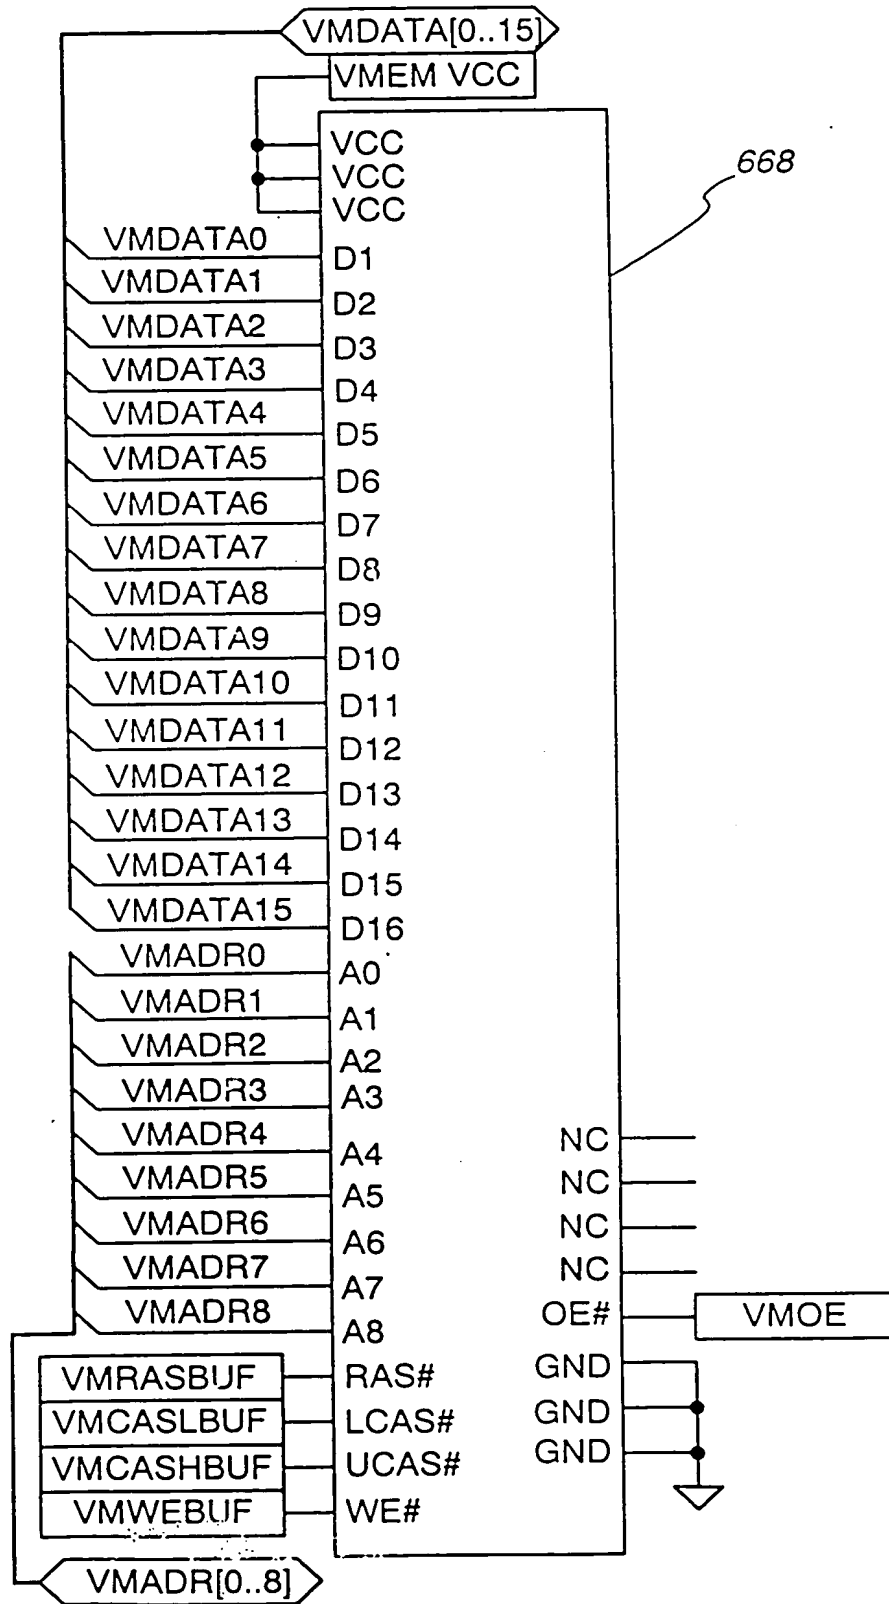 VMDATA[0..15]
VMEM VCC
VCC
VCC
VCC
668
VMDATA0 D1
VMDATA1 D2
VMDATA2 D3
VMDATA3 D4
VMDATA4 D5
VMDATA5 D6
VMDATA6 D7
VMDATA7 D8
VMDATA8 D9
VMDATA9 D10
VMDATA10 D11
VMDATA11 D12
VMDATA12 D13
VMDATA13 D14
VMDATA14 D15
VMDATA15 D16
VMADR0 A0
VMADR1 A1
VMADR2 A2
VMADR3 A3
VMADR4 A4 NC
VMADR5 A5 NC
VMADR6 A6 NC
VMADR7 A7 NC
VMADR8 A8 OE# VMOE
VMRASBUF RAS# GND
VMCASLBUF LCAS# GND
VMCASHBUF UCAS# GND
VMWEBUF WE#
VMADR[0..8]